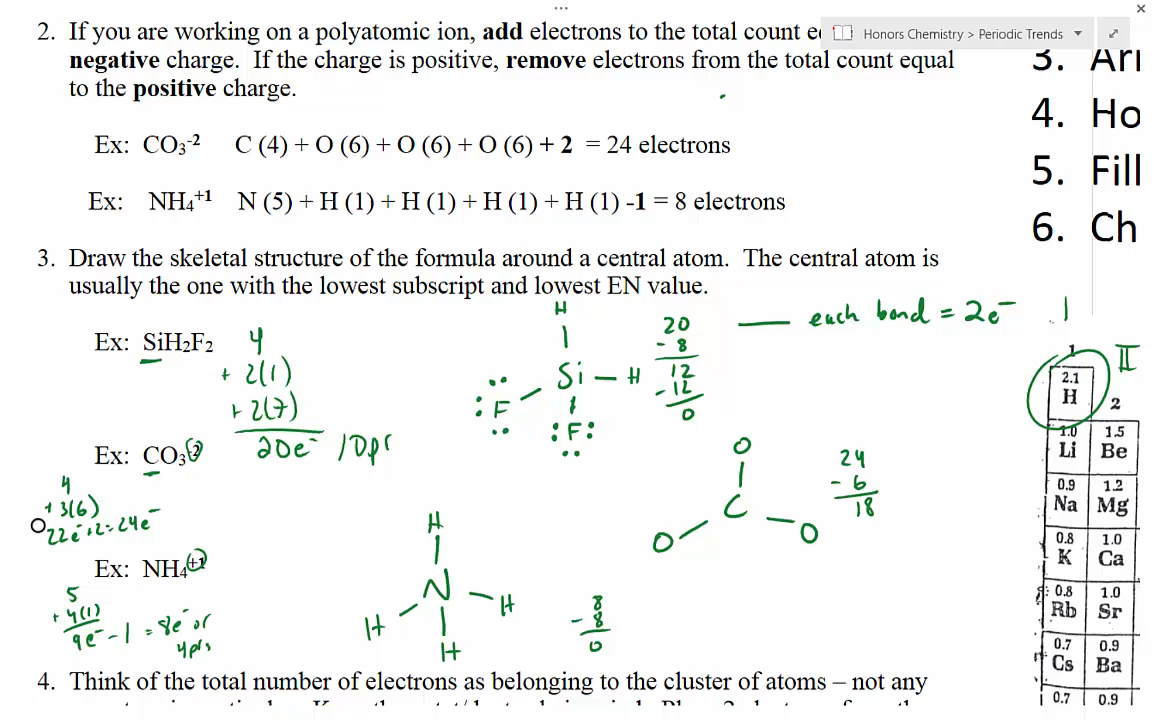 2. If you are working on a polyatomic ion, add electrons to the total count
Honors Chemistry > Periodic Trends
negative charge. If the charge is positive, remove electrons from the total count equal
to the positive charge.
3. Arr
4. Ho
5. Fill
6. Ch
Ex: CO₃⁻² C (4) + O (6) + O (6) + O (6) + 2 = 24 electrons
Ex: NH₄⁺¹ N (5) + H (1) + H (1) + H (1) + H (1) -1 = 8 electrons
3. Draw the skeletal structure of the formula around a central atom. The central atom is
usually the one with the lowest subscript and lowest EN value.
each bond = 2e⁻
Ex: SiH₂F₂
4
+ 2(1)
+ 2(7)
20e⁻ 10pr
H
Si – H
:F
:F:
20
- 8
12
-12
0
Ex: CO₃⁻²
4
+3(6)
22e⁻+2=24e⁻
O
C
O O
24
- 6
18
Ex: NH₄⁺¹
5
+ 4(1)
9e⁻ -1 = 8e⁻ or
4prs
H
N
H H
H
8
- 8
0
1
II
2.1
H
2
1.0 1.5
Li Be
0.9 1.2
Na Mg
0.8 1.0
K Ca
0.8 1.0
Rb Sr
0.7 0.9
Cs Ba
0.7 0.9
4. Think of the total number of electrons as belonging to the cluster of atoms – not any